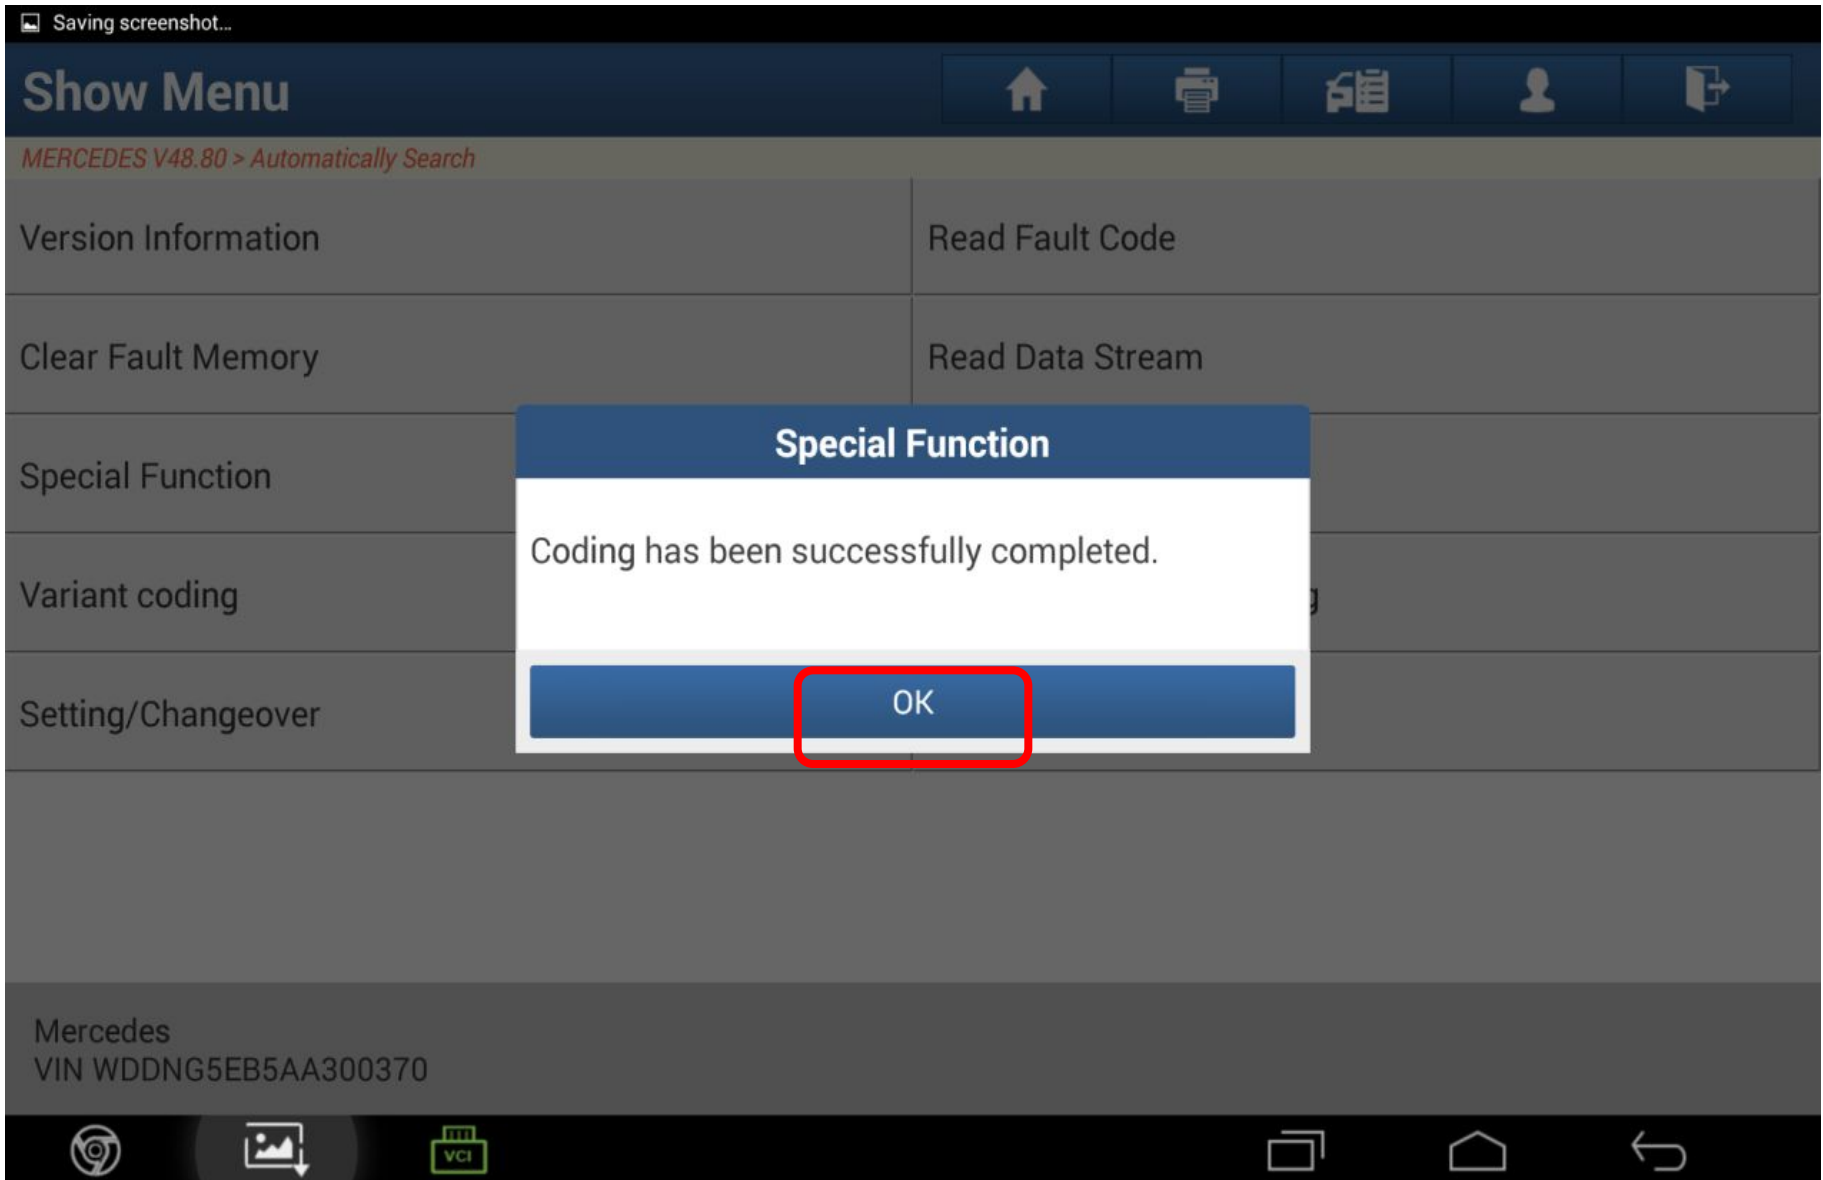 Saving screenshot...
Show Menu
MERCEDES V48.80 > Automatically Search
Version Information
Read Fault Code
Clear Fault Memory
Read Data Stream
Special Function
Special Function
Coding has been successfully completed.
Variant coding
OK
Setting/Changeover
Mercedes
VIN WDDNG5EB5AA300370
VCI